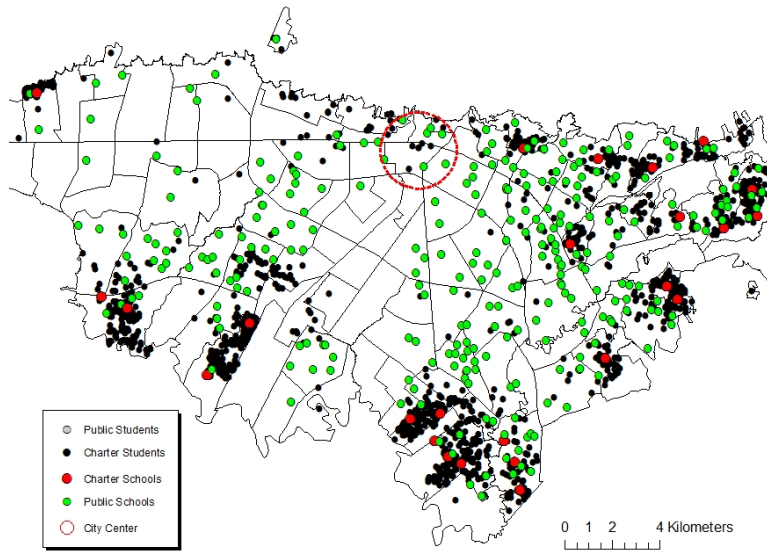 Public Students
Charter Students
Charter Schools
Public Schools
City Center
0 1 2 4 Kilometers